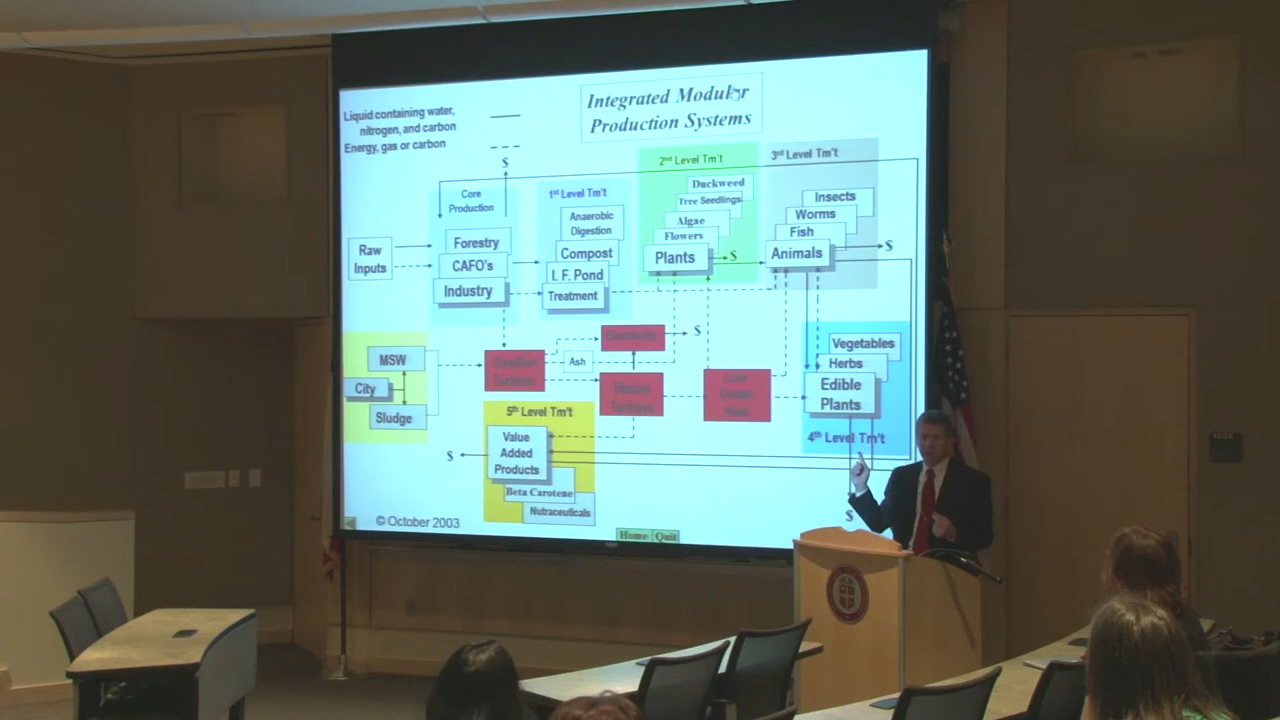 Integrated Modular
Production Systems
Liquid containing water,
nitrogen, and carbon
Energy, gas or carbon
$
2nd Level Tm't
3rd Level Tm't
Core
Production
1st Level Tm't
Duckweed
Tree Seedlings
Algae
Flowers
Plants
$
Insects
Worms
Fish
Animals
$
Raw
Inputs
Forestry
CAFO's
Industry
Anaerobic
Digestion
Compost
I. F. Pond
Treatment
MSW
City
Sludge
Electricity
$
Ash
Vegetables
Herbs
Edible
Plants
4th Level Tm't
5th Level Tm't
Value
Added
Products
$
Beta Carotene
Nutraceuticals
$
© October 2003
Home
Quit